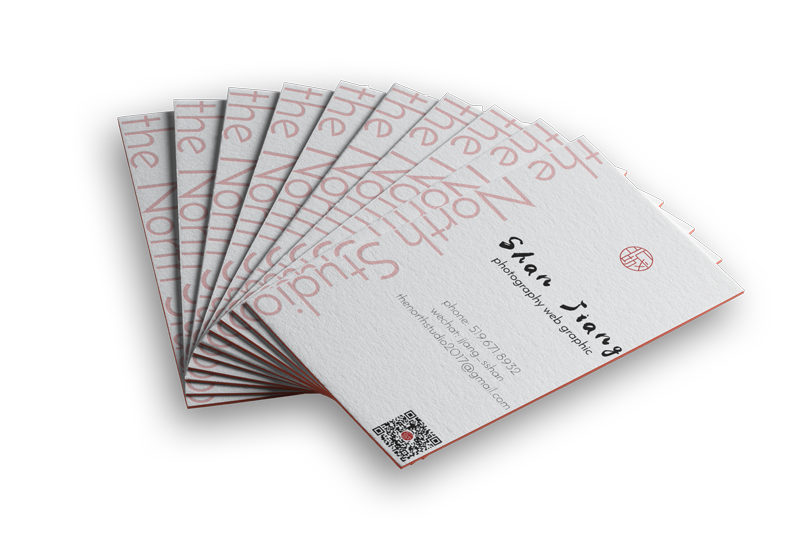 the North Studio
Shan Jiang
photography web graphic
phone: 519 671 8932
wechat: jiang_sshan
thenorthstudio2017@gmail.com